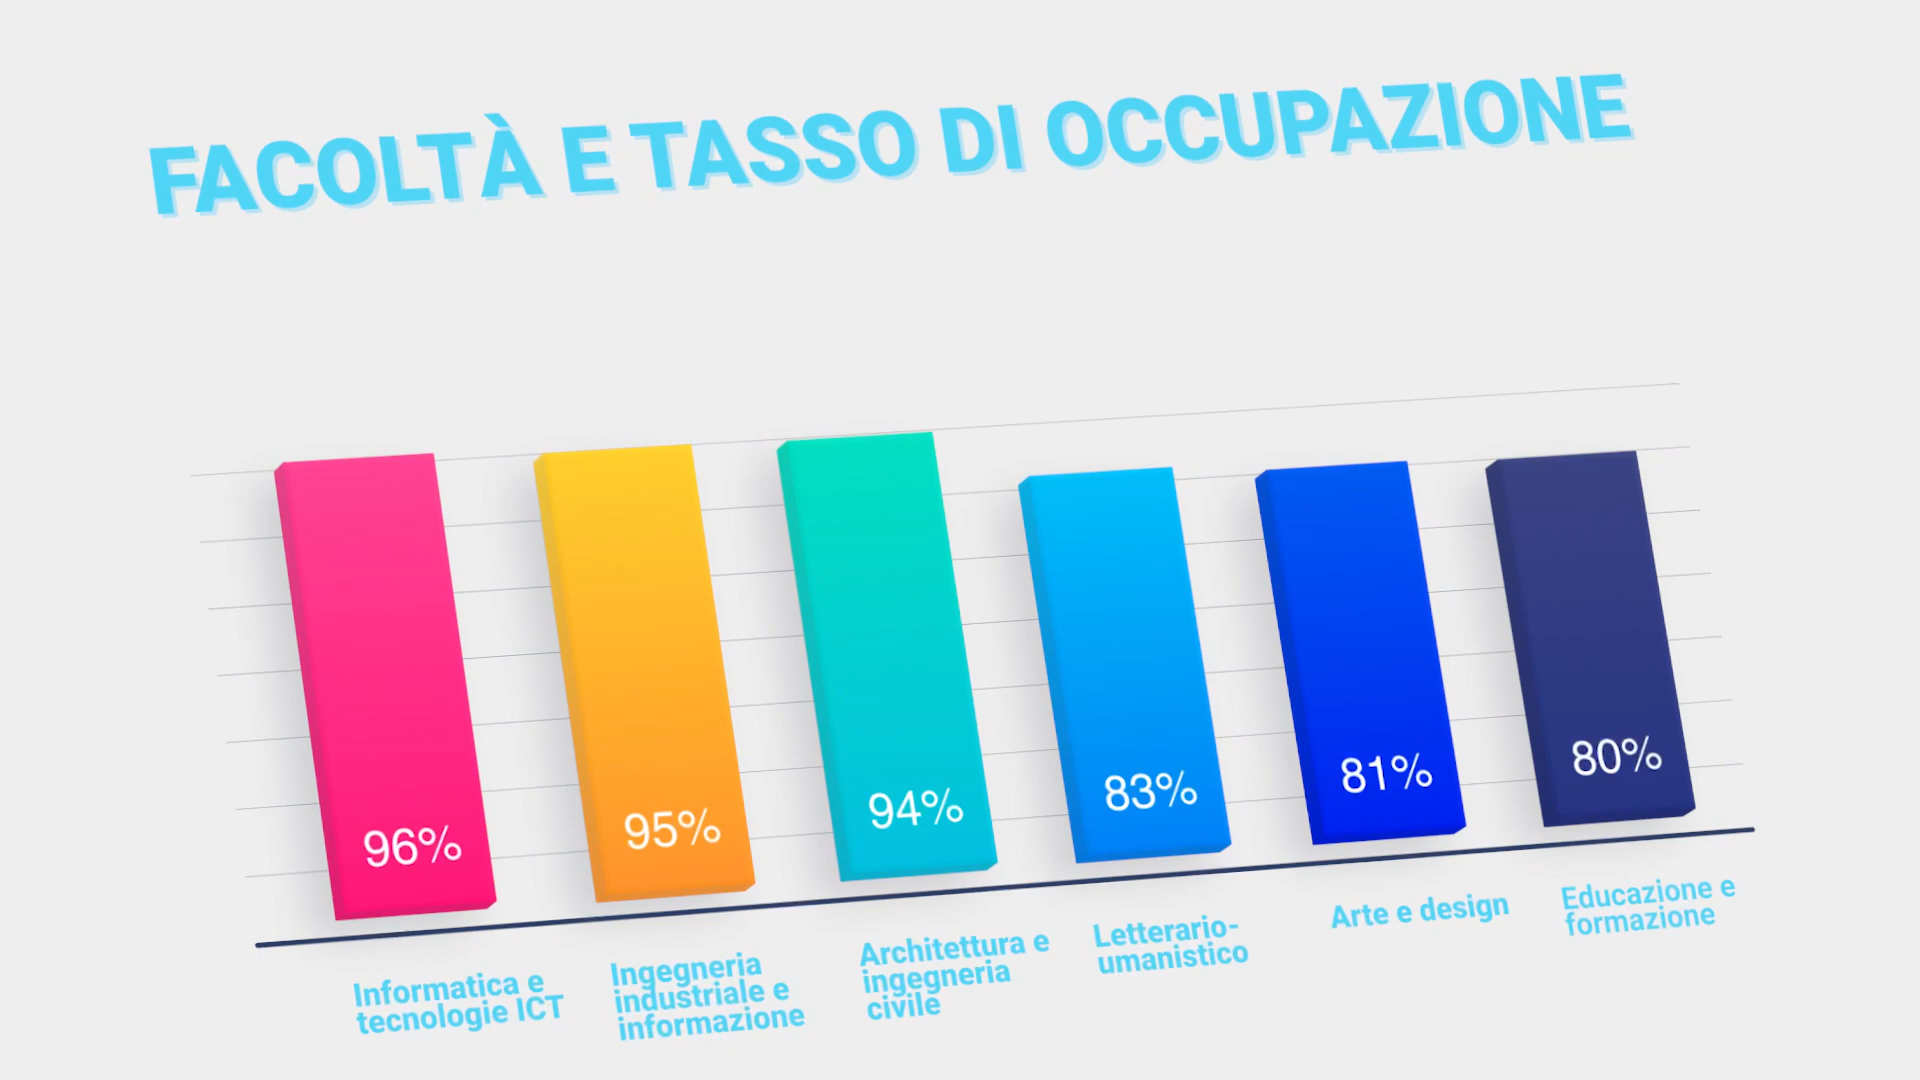 FACOLTÀ E TASSO DI OCCUPAZIONE
96%
95%
94%
83%
81%
80%
Informatica e
tecnologie ICT
Ingegneria
industriale e
informazione
Architettura e
ingegneria
civile
Letterario-
umanistico
Arte e design
Educazione e
formazione